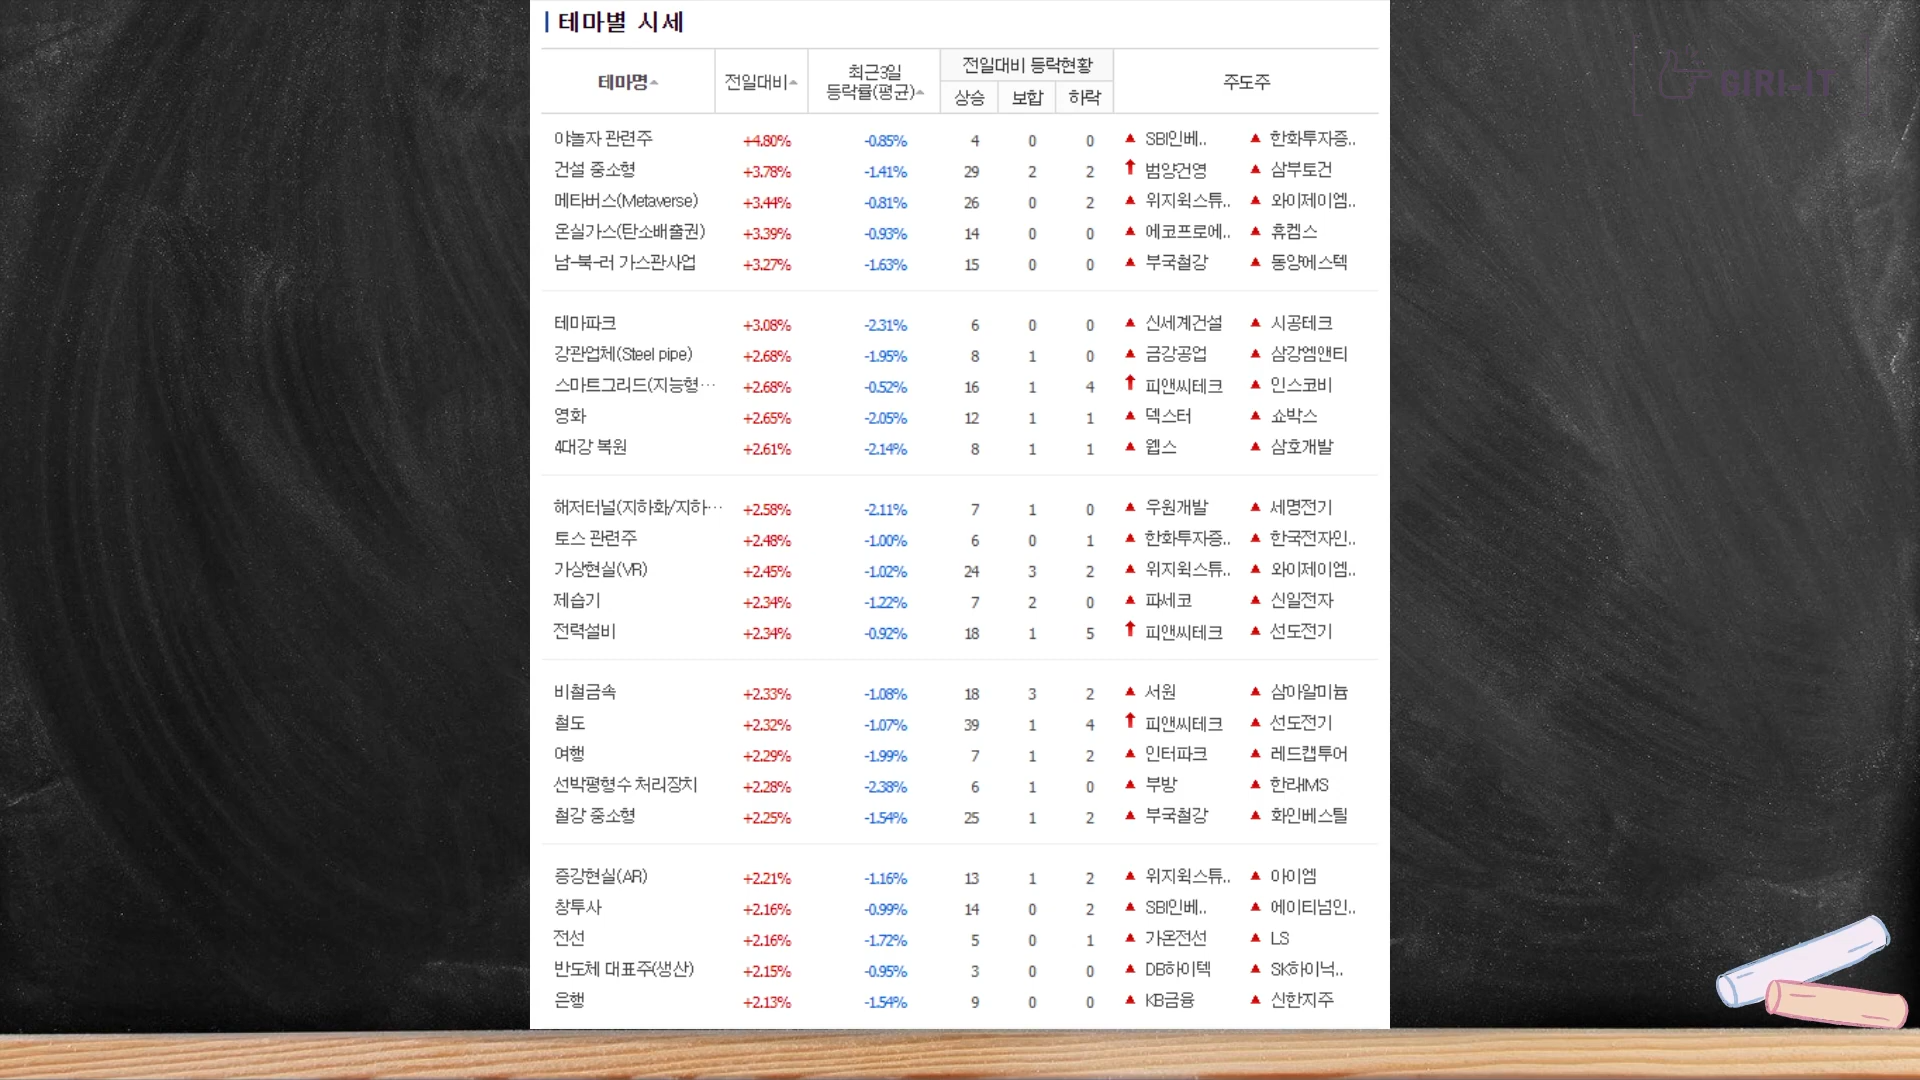 테마별 시세
테마명 전일대비 최근3일 등락률(평균) 전일대비 등락현황 주도주
상승 보합 하락
야놀자 관련주 +4.80% -0.85% 4 0 0 SBI인베.. 한화투자증..
건설 중소형 +3.78% -1.41% 29 2 2 범양건영 삼부토건
메타버스(Metaverse) +3.44% -0.81% 26 0 2 위지윅스튜.. 와이제이엠..
온실가스(탄소배출권) +3.39% -0.93% 14 0 0 에코프로에.. 휴켐스
남-북-러 가스관사업 +3.27% -1.63% 15 0 0 부국철강 동양에스텍
테마파크 +3.08% -2.31% 6 0 0 신세계건설 시공테크
강관업체(Steel pipe) +2.68% -1.95% 8 1 0 금강공업 삼강엠앤티
스마트그리드(지능형… +2.68% -0.52% 16 1 4 피앤씨테크 인스코비
영화 +2.65% -2.05% 12 1 1 덱스터 쇼박스
4대강 복원 +2.61% -2.14% 8 1 1 웹스 삼호개발
해저터널(지하화/지하… +2.58% -2.11% 7 1 0 우원개발 세명전기
토스 관련주 +2.48% -1.00% 6 0 1 한화투자증.. 한국전자인..
가상현실(VR) +2.45% -1.02% 24 3 2 위지윅스튜.. 와이제이엠..
제습기 +2.34% -1.22% 7 2 0 파세코 신일전자
전력설비 +2.34% -0.92% 18 1 5 피앤씨테크 선도전기
비철금속 +2.33% -1.08% 18 3 2 서원 삼아알미늄
철도 +2.32% -1.07% 39 1 4 피앤씨테크 선도전기
여행 +2.29% -1.99% 7 1 2 인터파크 레드캡투어
선박평형수 처리장치 +2.28% -2.38% 6 1 0 부방 한라IMS
철강 중소형 +2.25% -1.54% 25 1 2 부국철강 화인베스틸
증강현실(AR) +2.21% -1.16% 13 1 2 위지윅스튜.. 아이엠
창투사 +2.16% -0.99% 14 0 2 SBI인베.. 에이티넘인..
전선 +2.16% -1.72% 5 0 1 가온전선 LS
반도체 대표주(생산) +2.15% -0.95% 3 0 0 DB하이텍 SK하이닉..
은행 +2.13% -1.54% 9 0 0 KB금융 신한지주
GIRI-IT